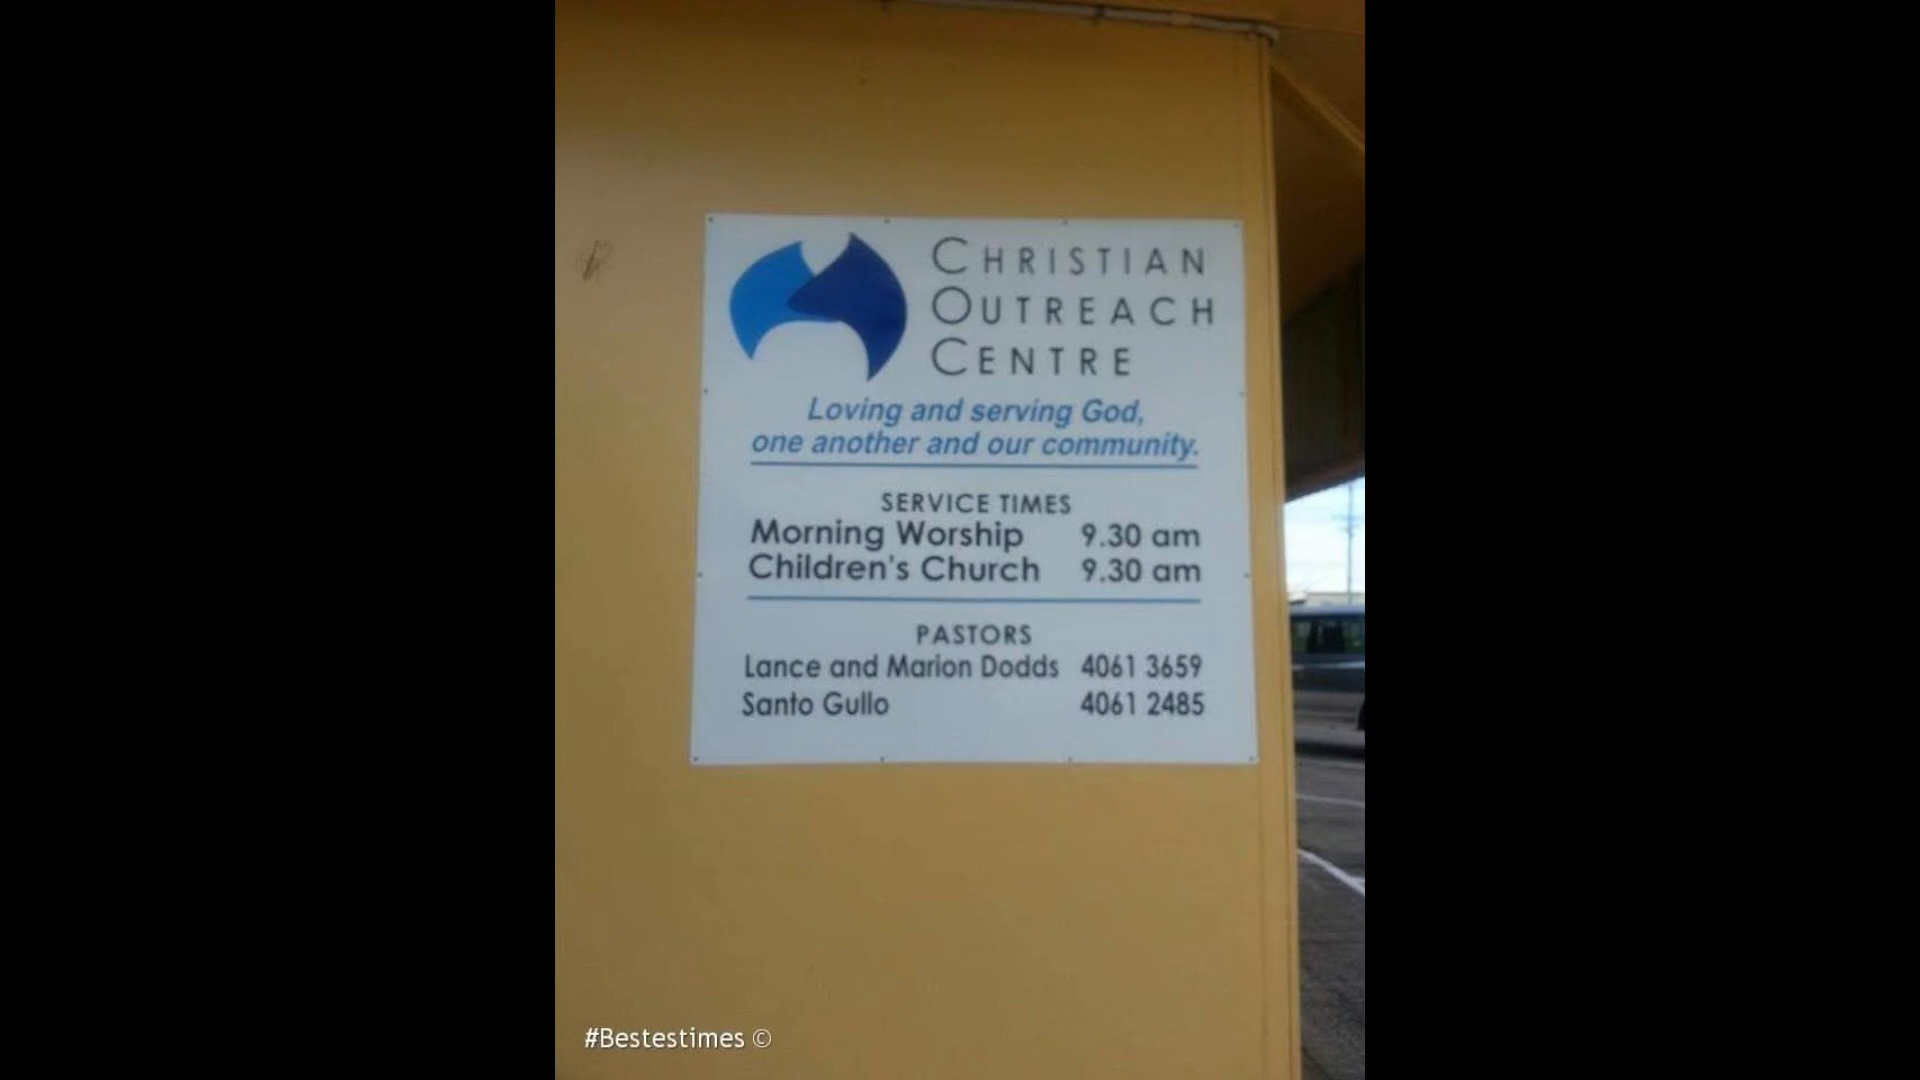 CHRISTIAN
OUTREACH
CENTRE
Loving and serving God,
one another and our community.
SERVICE TIMES
Morning Worship 9.30 am
Children's Church 9.30 am
PASTORS
Lance and Marion Dodds 4061 3659
Santo Gullo 4061 2485
#Bestestimes ©